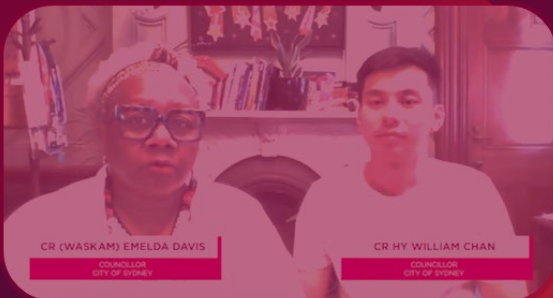 CR (WASKAM) EMELDA DAVIS
COUNCILLOR
CITY OF SYDNEY
CR HY WILLIAM CHAN
COUNCILLOR
CITY OF SYDNEY